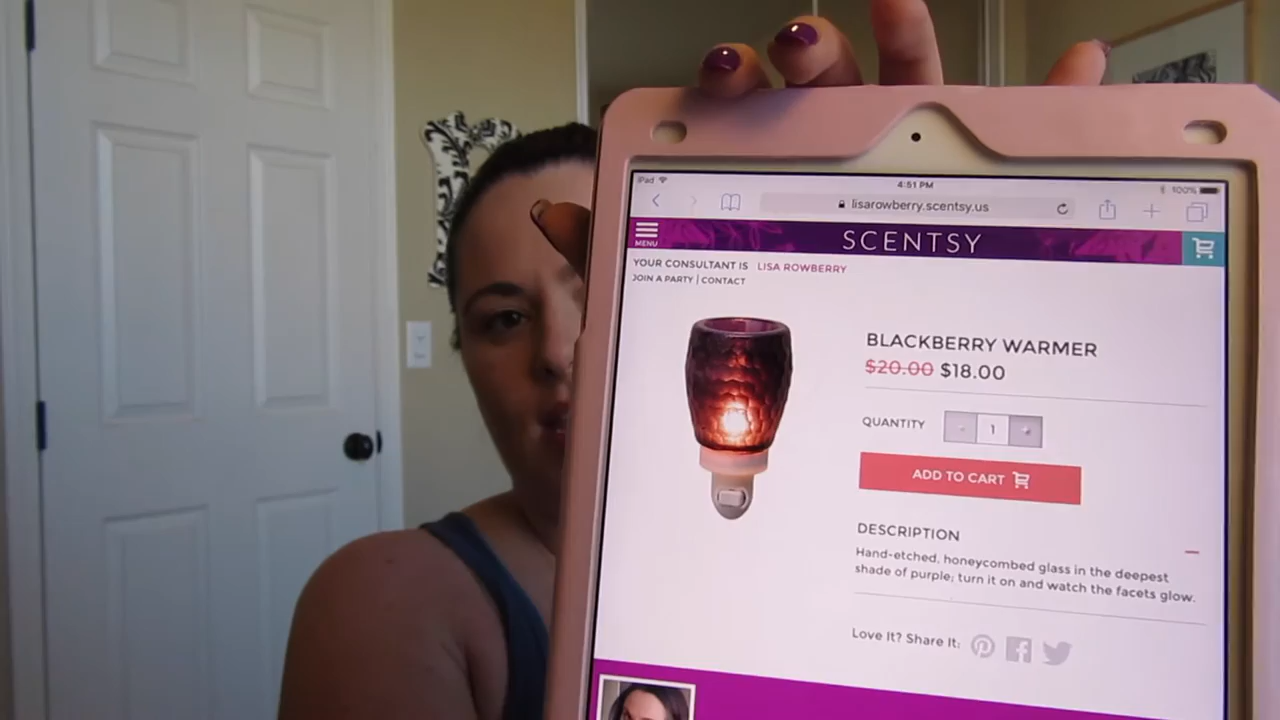 iPad 4:51 PM 100%
lisarowberry.scentsy.us
MENU
SCENTSY
YOUR CONSULTANT IS LISA ROWBERRY
JOIN A PARTY | CONTACT
BLACKBERRY WARMER
$20.00 $18.00
QUANTITY - 1 +
ADD TO CART
DESCRIPTION
Hand-etched, honeycombed glass in the deepest
shade of purple; turn it on and watch the facets glow.
Love It? Share It: